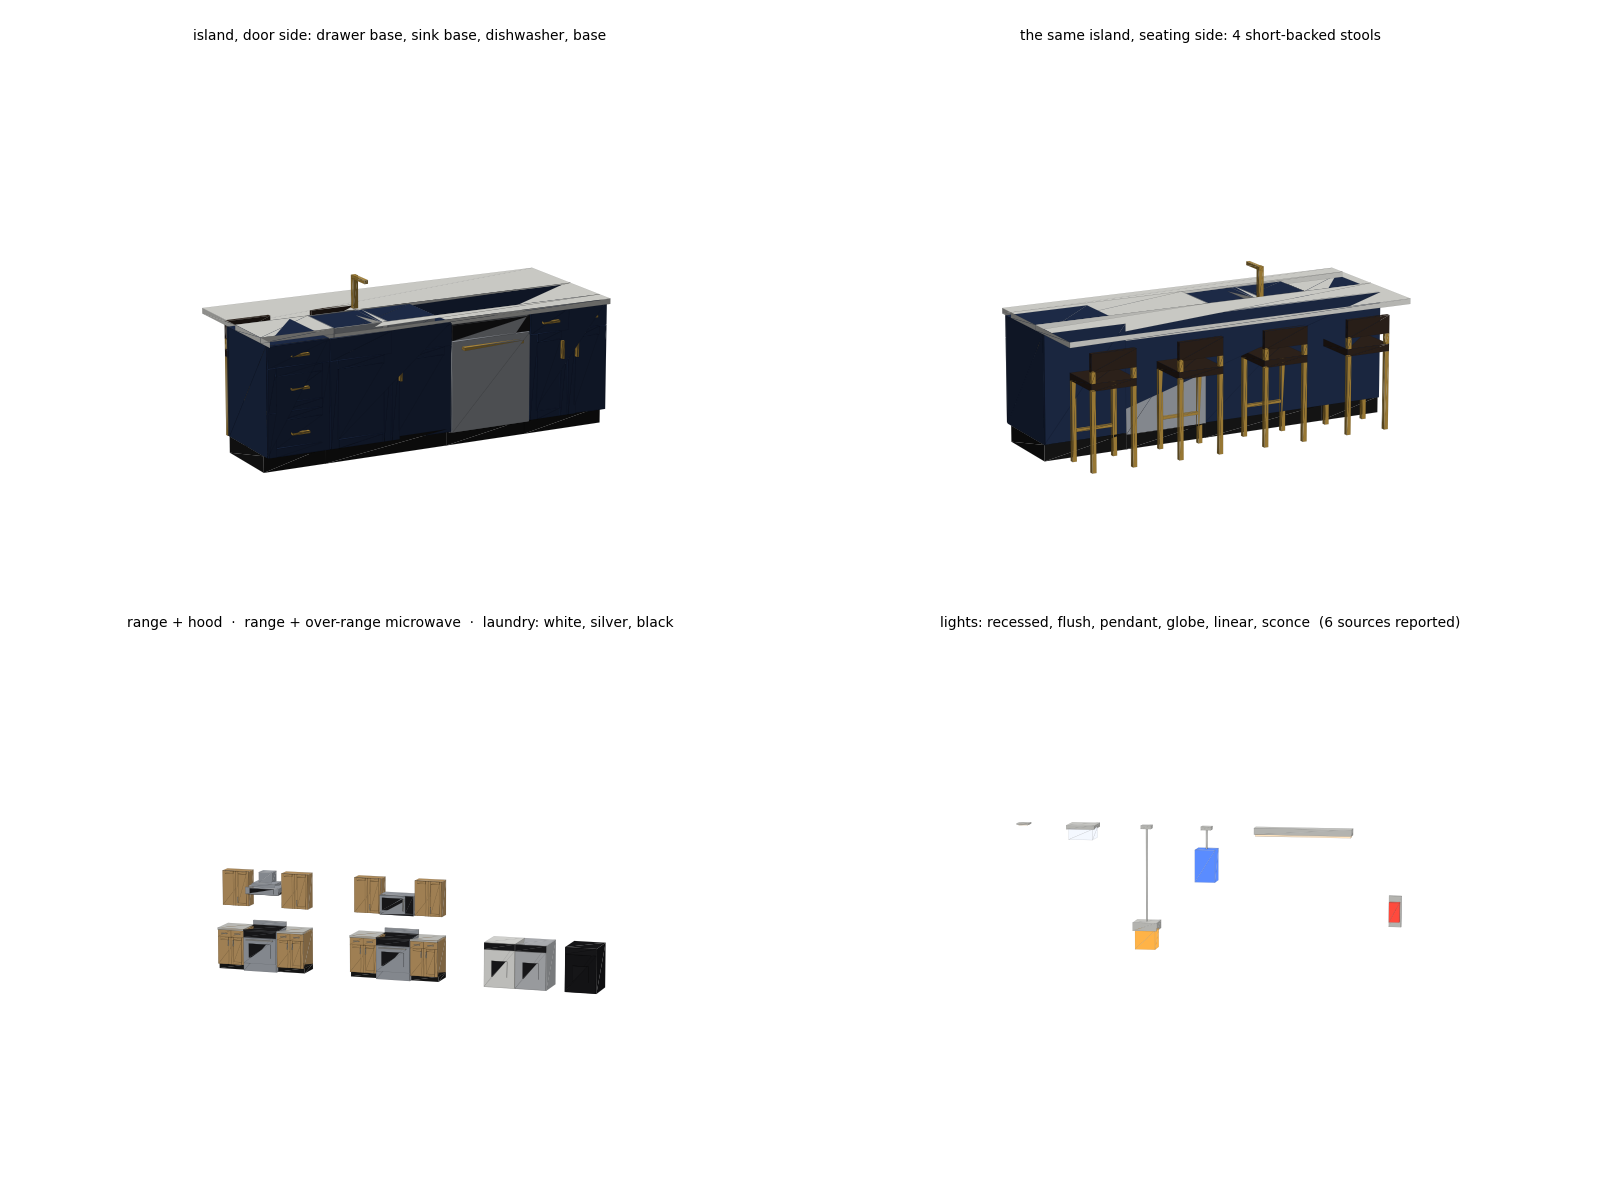 island, door side: drawer base, sink base, dishwasher, base
the same island, seating side: 4 short-backed stools
range + hood · range + over-range microwave · laundry: white, silver, black
lights: recessed, flush, pendant, globe, linear, sconce (6 sources reported)